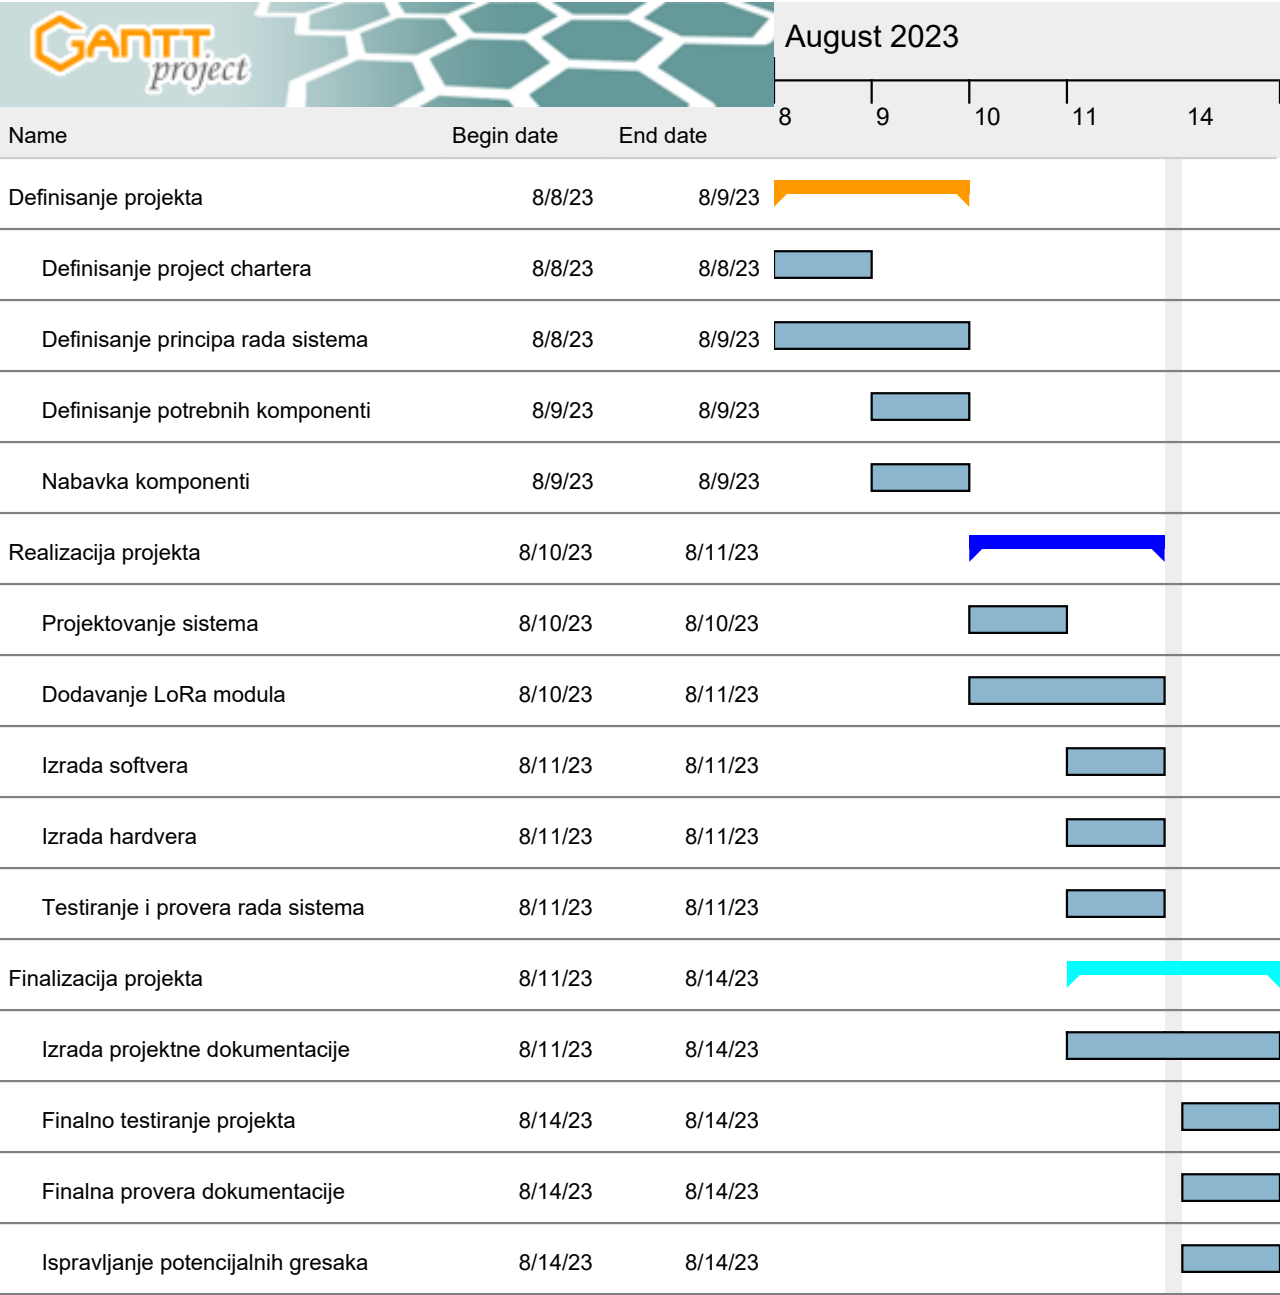 GANTT
project
August 2023
8 9 10 11 14
Name Begin date End date
Definisanje projekta 8/8/23 8/9/23
Definisanje project chartera 8/8/23 8/8/23
Definisanje principa rada sistema 8/8/23 8/9/23
Definisanje potrebnih komponenti 8/9/23 8/9/23
Nabavka komponenti 8/9/23 8/9/23
Realizacija projekta 8/10/23 8/11/23
Projektovanje sistema 8/10/23 8/10/23
Dodavanje LoRa modula 8/10/23 8/11/23
Izrada softvera 8/11/23 8/11/23
Izrada hardvera 8/11/23 8/11/23
Testiranje i provera rada sistema 8/11/23 8/11/23
Finalizacija projekta 8/11/23 8/14/23
Izrada projektne dokumentacije 8/11/23 8/14/23
Finalno testiranje projekta 8/14/23 8/14/23
Finalna provera dokumentacije 8/14/23 8/14/23
Ispravljanje potencijalnih gresaka 8/14/23 8/14/23